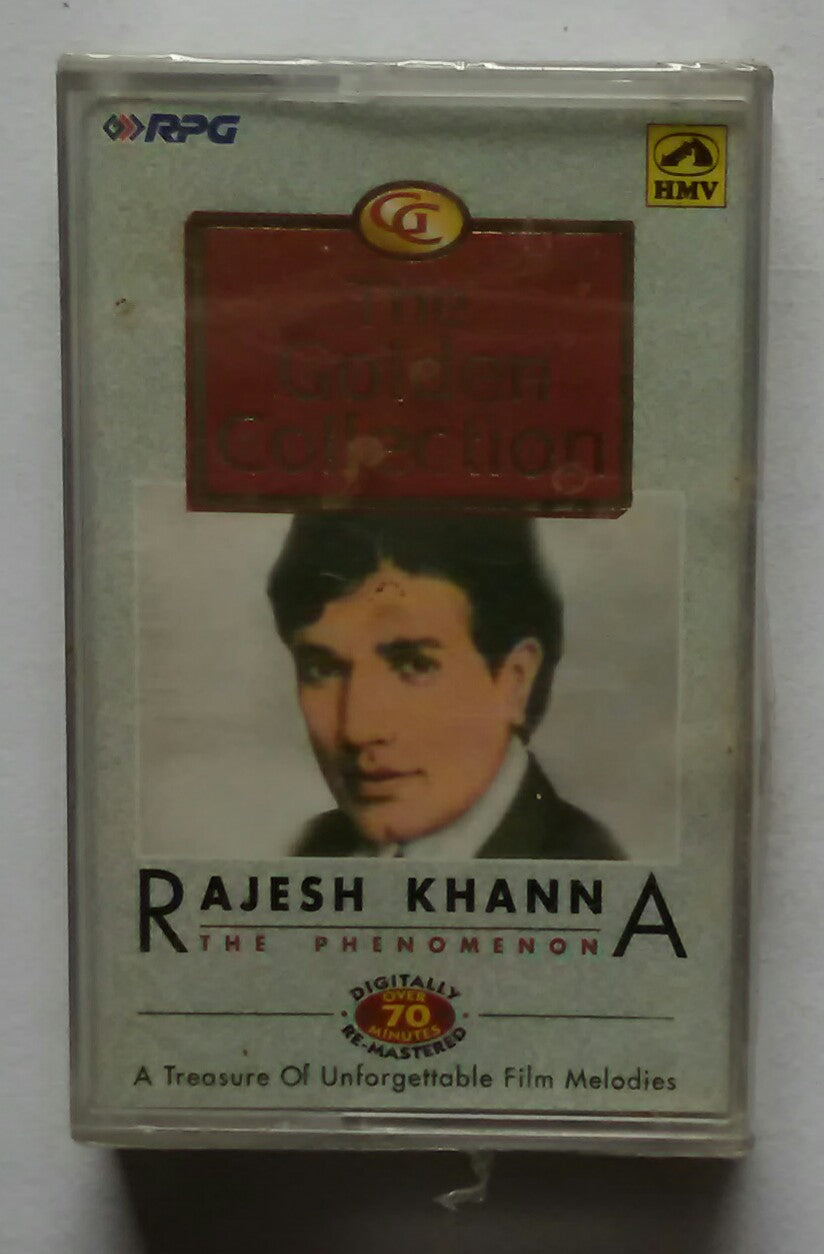 RPG
HMV
GC
The
Golden
Collection
RAJESH KHANNA
THE PHENOMENON
DIGITALLY
OVER
70
MINUTES
RE-MASTERED
A Treasure Of Unforgettable Film Melodies